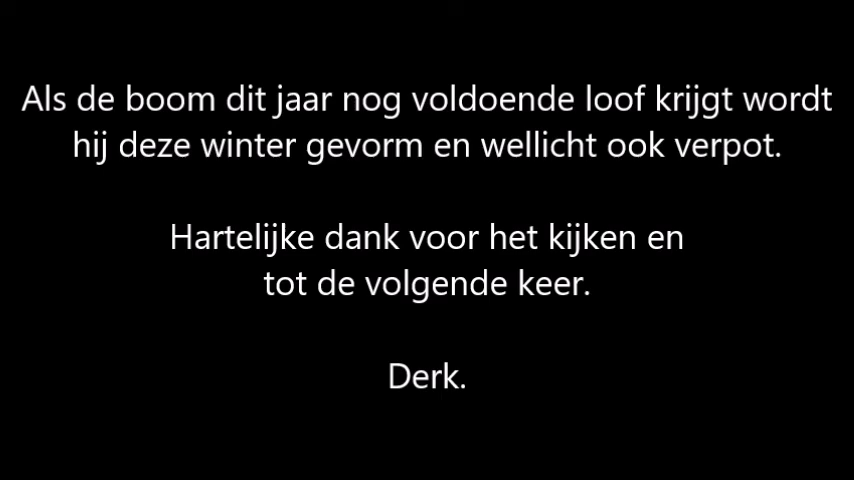 Als de boom dit jaar nog voldoende loof krijgt wordt
hij deze winter gevorm en wellicht ook verpot.
Hartelijke dank voor het kijken en
tot de volgende keer.
Derk.